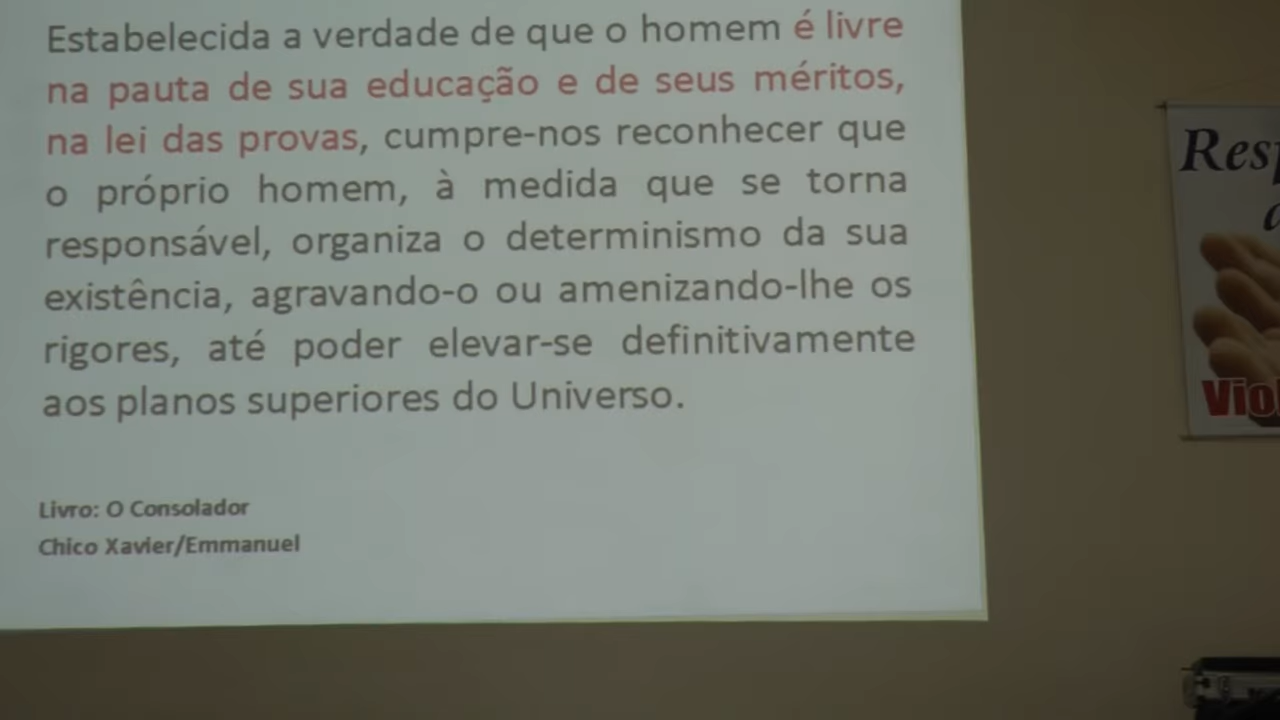 Estabelecida a verdade de que o homem é livre
na pauta de sua educação e de seus méritos,
na lei das provas, cumpre-nos reconhecer que
o próprio homem, à medida que se torna
responsável, organiza o determinismo da sua
existência, agravando-o ou amenizando-lhe os
rigores, até poder elevar-se definitivamente
aos planos superiores do Universo.
Livro: O Consolador
Chico Xavier/Emmanuel